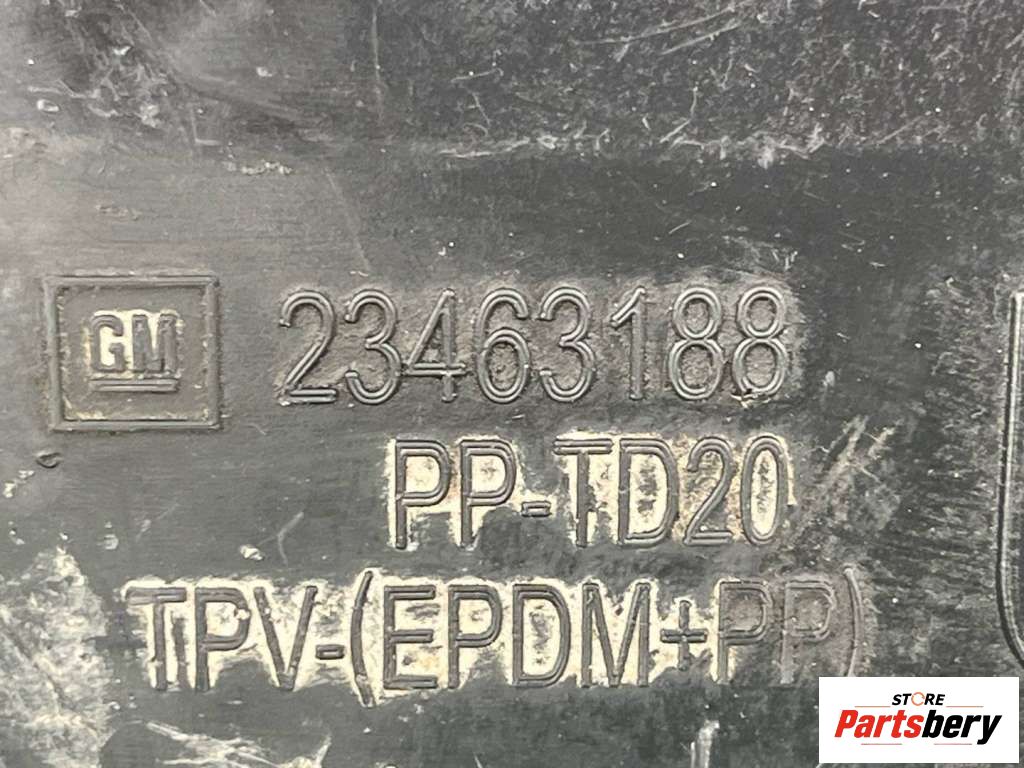 GM 23463188
PP-TD20
TPV-(EPDM+PP)
STORE
Partsbery